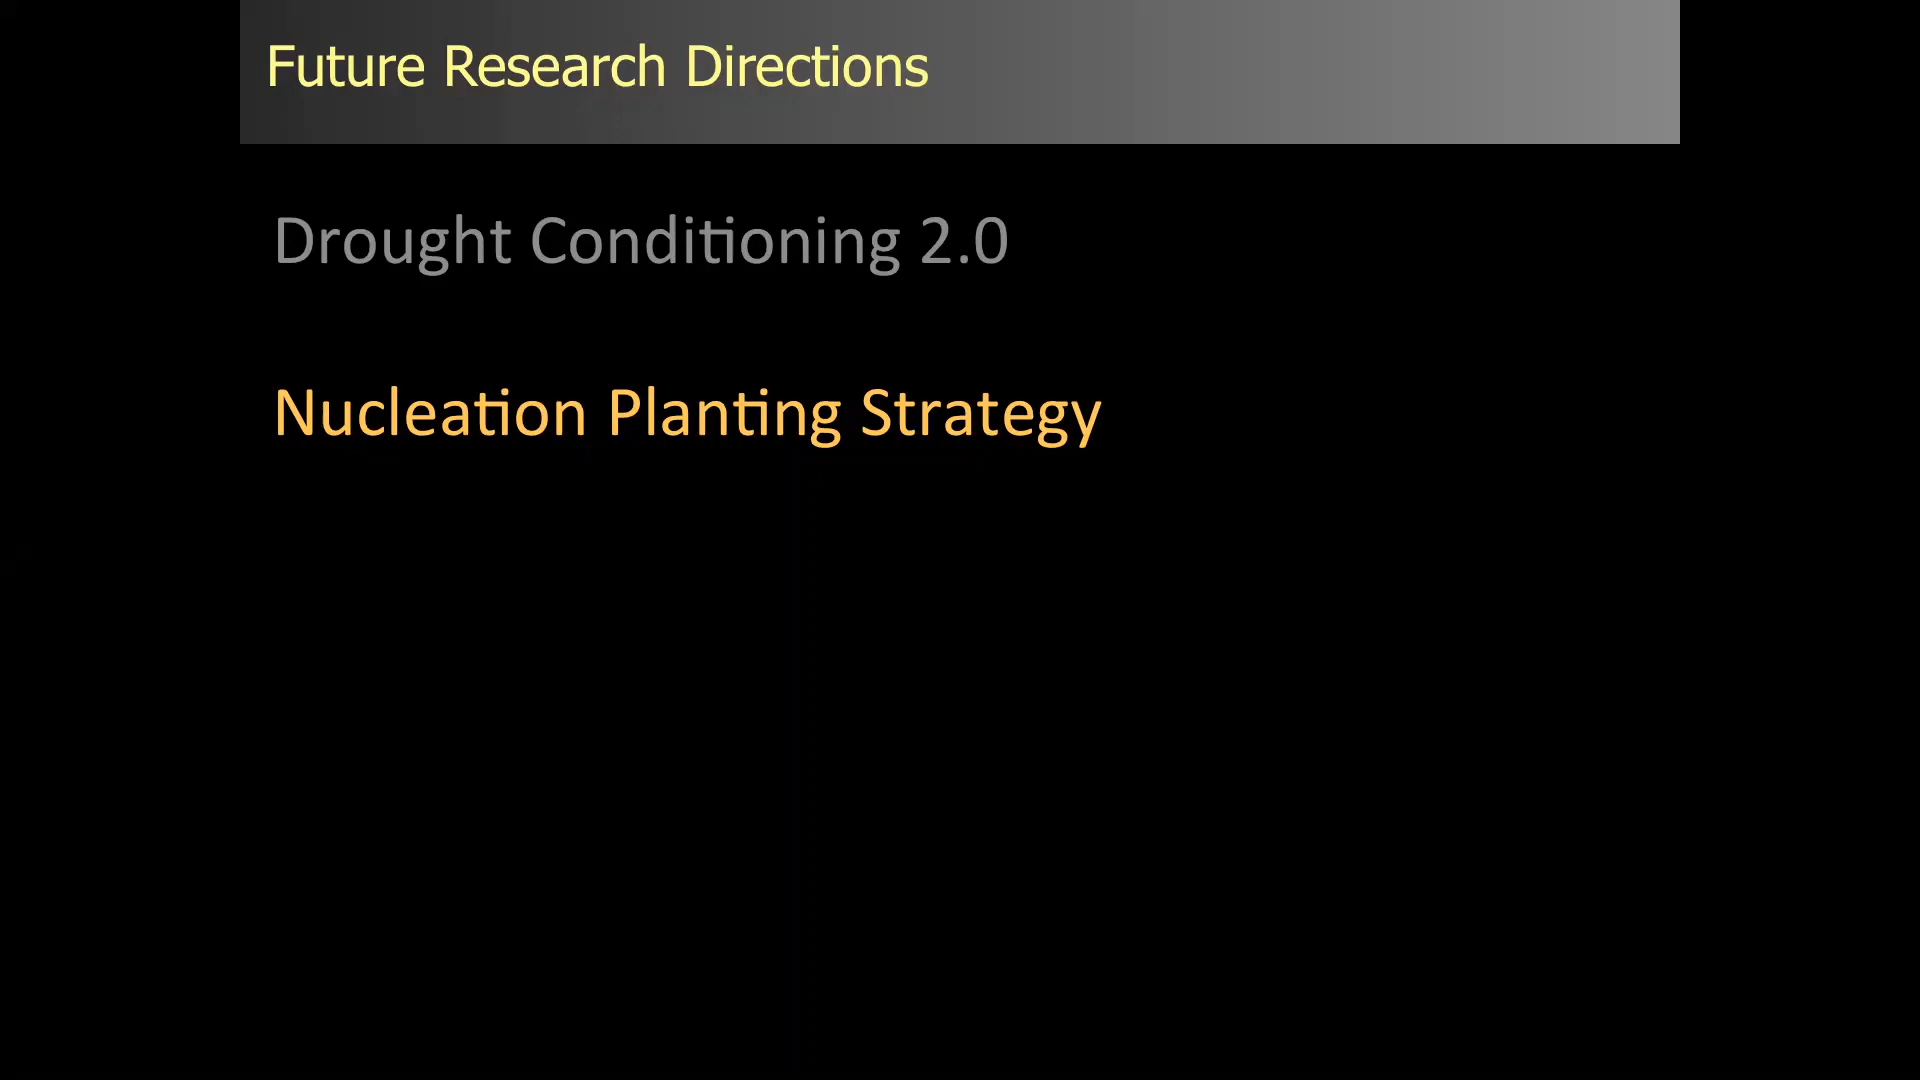 Future Research Directions
Drought Conditioning 2.0
Nucleation Planting Strategy